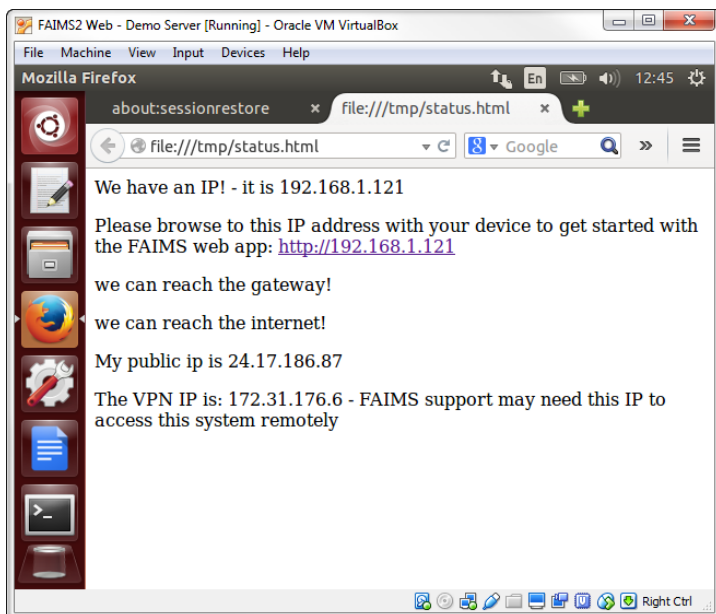 FAIMS2 Web - Demo Server [Running] - Oracle VM VirtualBox
File Machine View Input Devices Help
Mozilla Firefox En 12:45
about:sessionrestore × file:///tmp/status.html ×
file:///tmp/status.html 8 Google »
We have an IP! - it is 192.168.1.121
Please browse to this IP address with your device to get started with
the FAIMS web app: http://192.168.1.121
we can reach the gateway!
we can reach the internet!
My public ip is 24.17.186.87
The VPN IP is: 172.31.176.6 - FAIMS support may need this IP to
access this system remotely
Right Ctrl